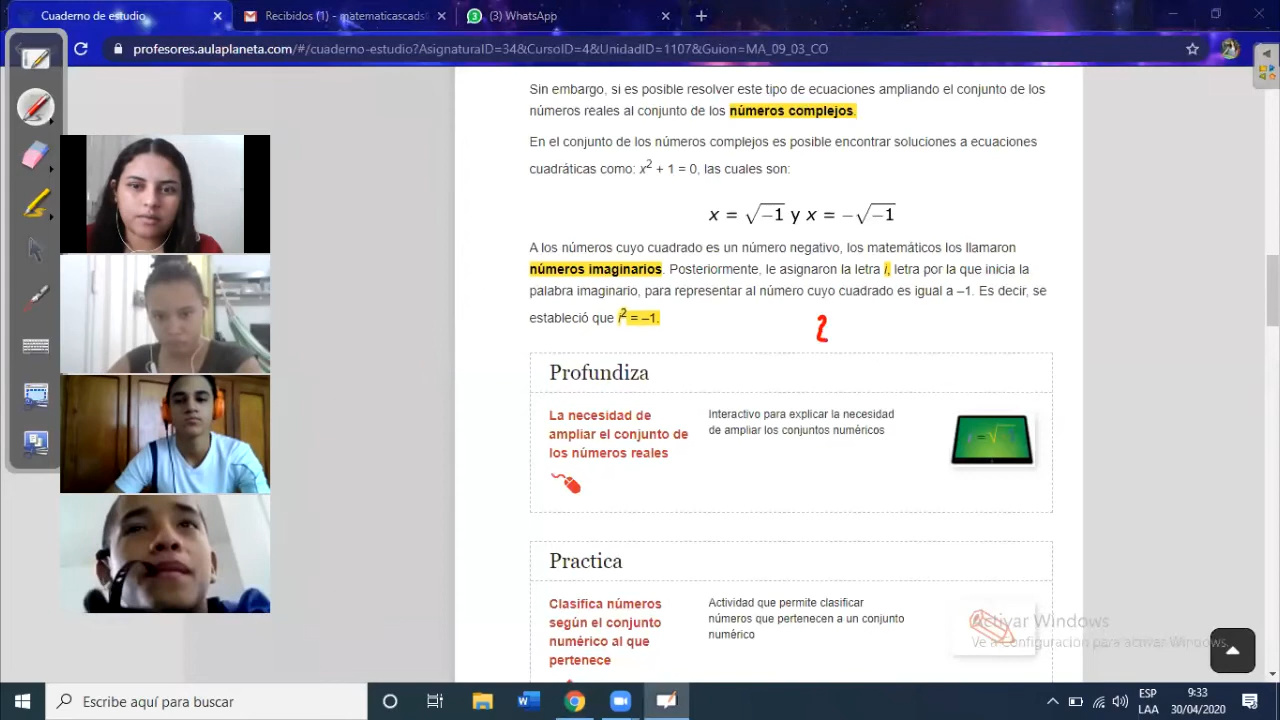 Cuaderno de estudio
Recibidos (1) - matematicascads
(3) WhatsApp
profesores.aulaplaneta.com/#/cuaderno-estudio?AsignaturaID=34&CursoID=4&UnidadID=1107&Guion=MA_09_03_CO
Sin embargo, si es posible resolver este tipo de ecuaciones ampliando el conjunto de los
números reales al conjunto de los números complejos.
En el conjunto de los números complejos es posible encontrar soluciones a ecuaciones
cuadráticas como: x² + 1 = 0, las cuales son:
x = √−1 y x = −√−1
A los números cuyo cuadrado es un número negativo, los matemáticos los llamaron
números imaginarios. Posteriormente, le asignaron la letra i, letra por la que inicia la
palabra imaginario, para representar al número cuyo cuadrado es igual a –1. Es decir, se
estableció que i² = –1.
2
Profundiza
La necesidad de
ampliar el conjunto de
los números reales
Interactivo para explicar la necesidad
de ampliar los conjuntos numéricos
Practica
Clasifica números
según el conjunto
numérico al que
pertenece
Actividad que permite clasificar
números que pertenecen a un conjunto
numérico
Activar Windows
Ve a Configuración para activar Windows.
Escribe aquí para buscar
ESP
LAA
9:33
30/04/2020